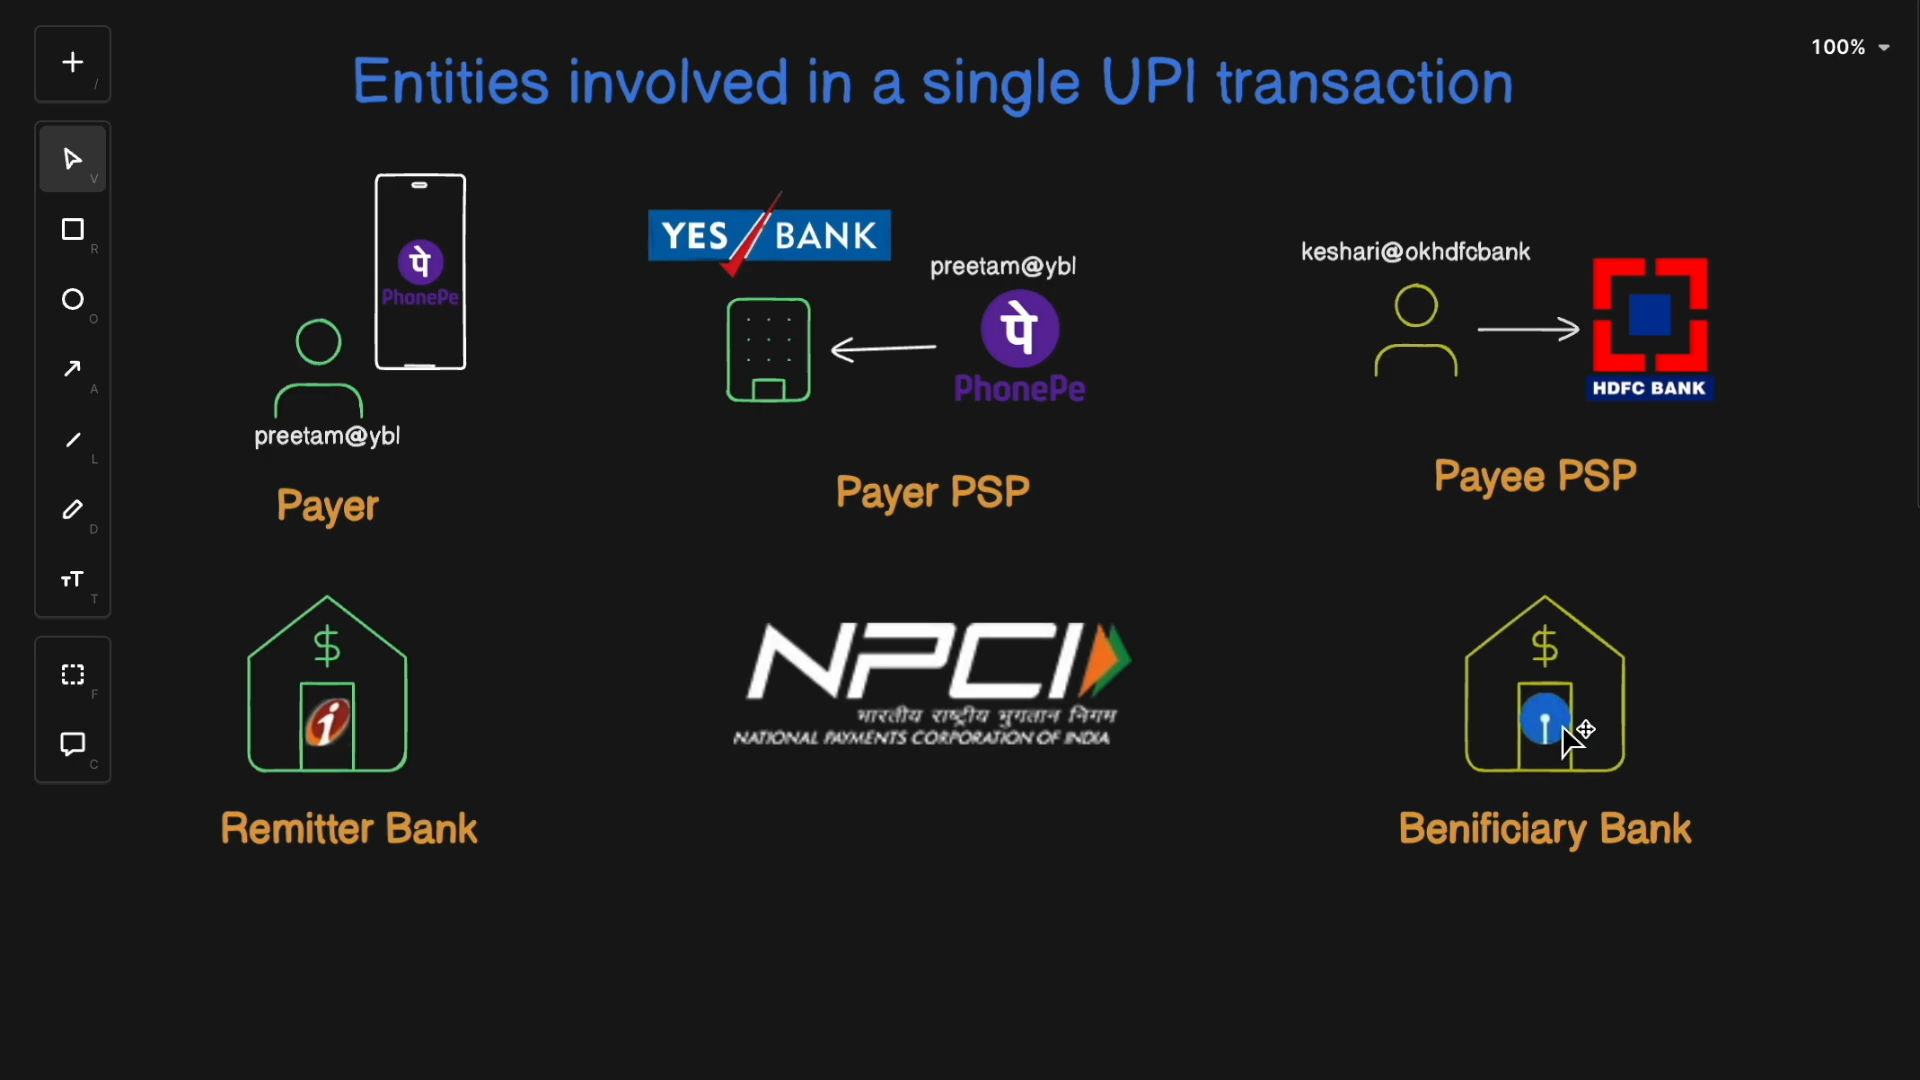 100%
/
Entities involved in a single UPI transaction
V
R
O
A
L
D
T
F
C
पे
PhonePe
preetam@ybl
Payer
YES BANK
preetam@ybl
पे
PhonePe
Payer PSP
keshari@okhdfcbank
HDFC BANK
Payee PSP
$
i
Remitter Bank
NPCI
भारतीय राष्ट्रीय भुगतान निगम
NATIONAL PAYMENTS CORPORATION OF INDIA
$
Benificiary Bank